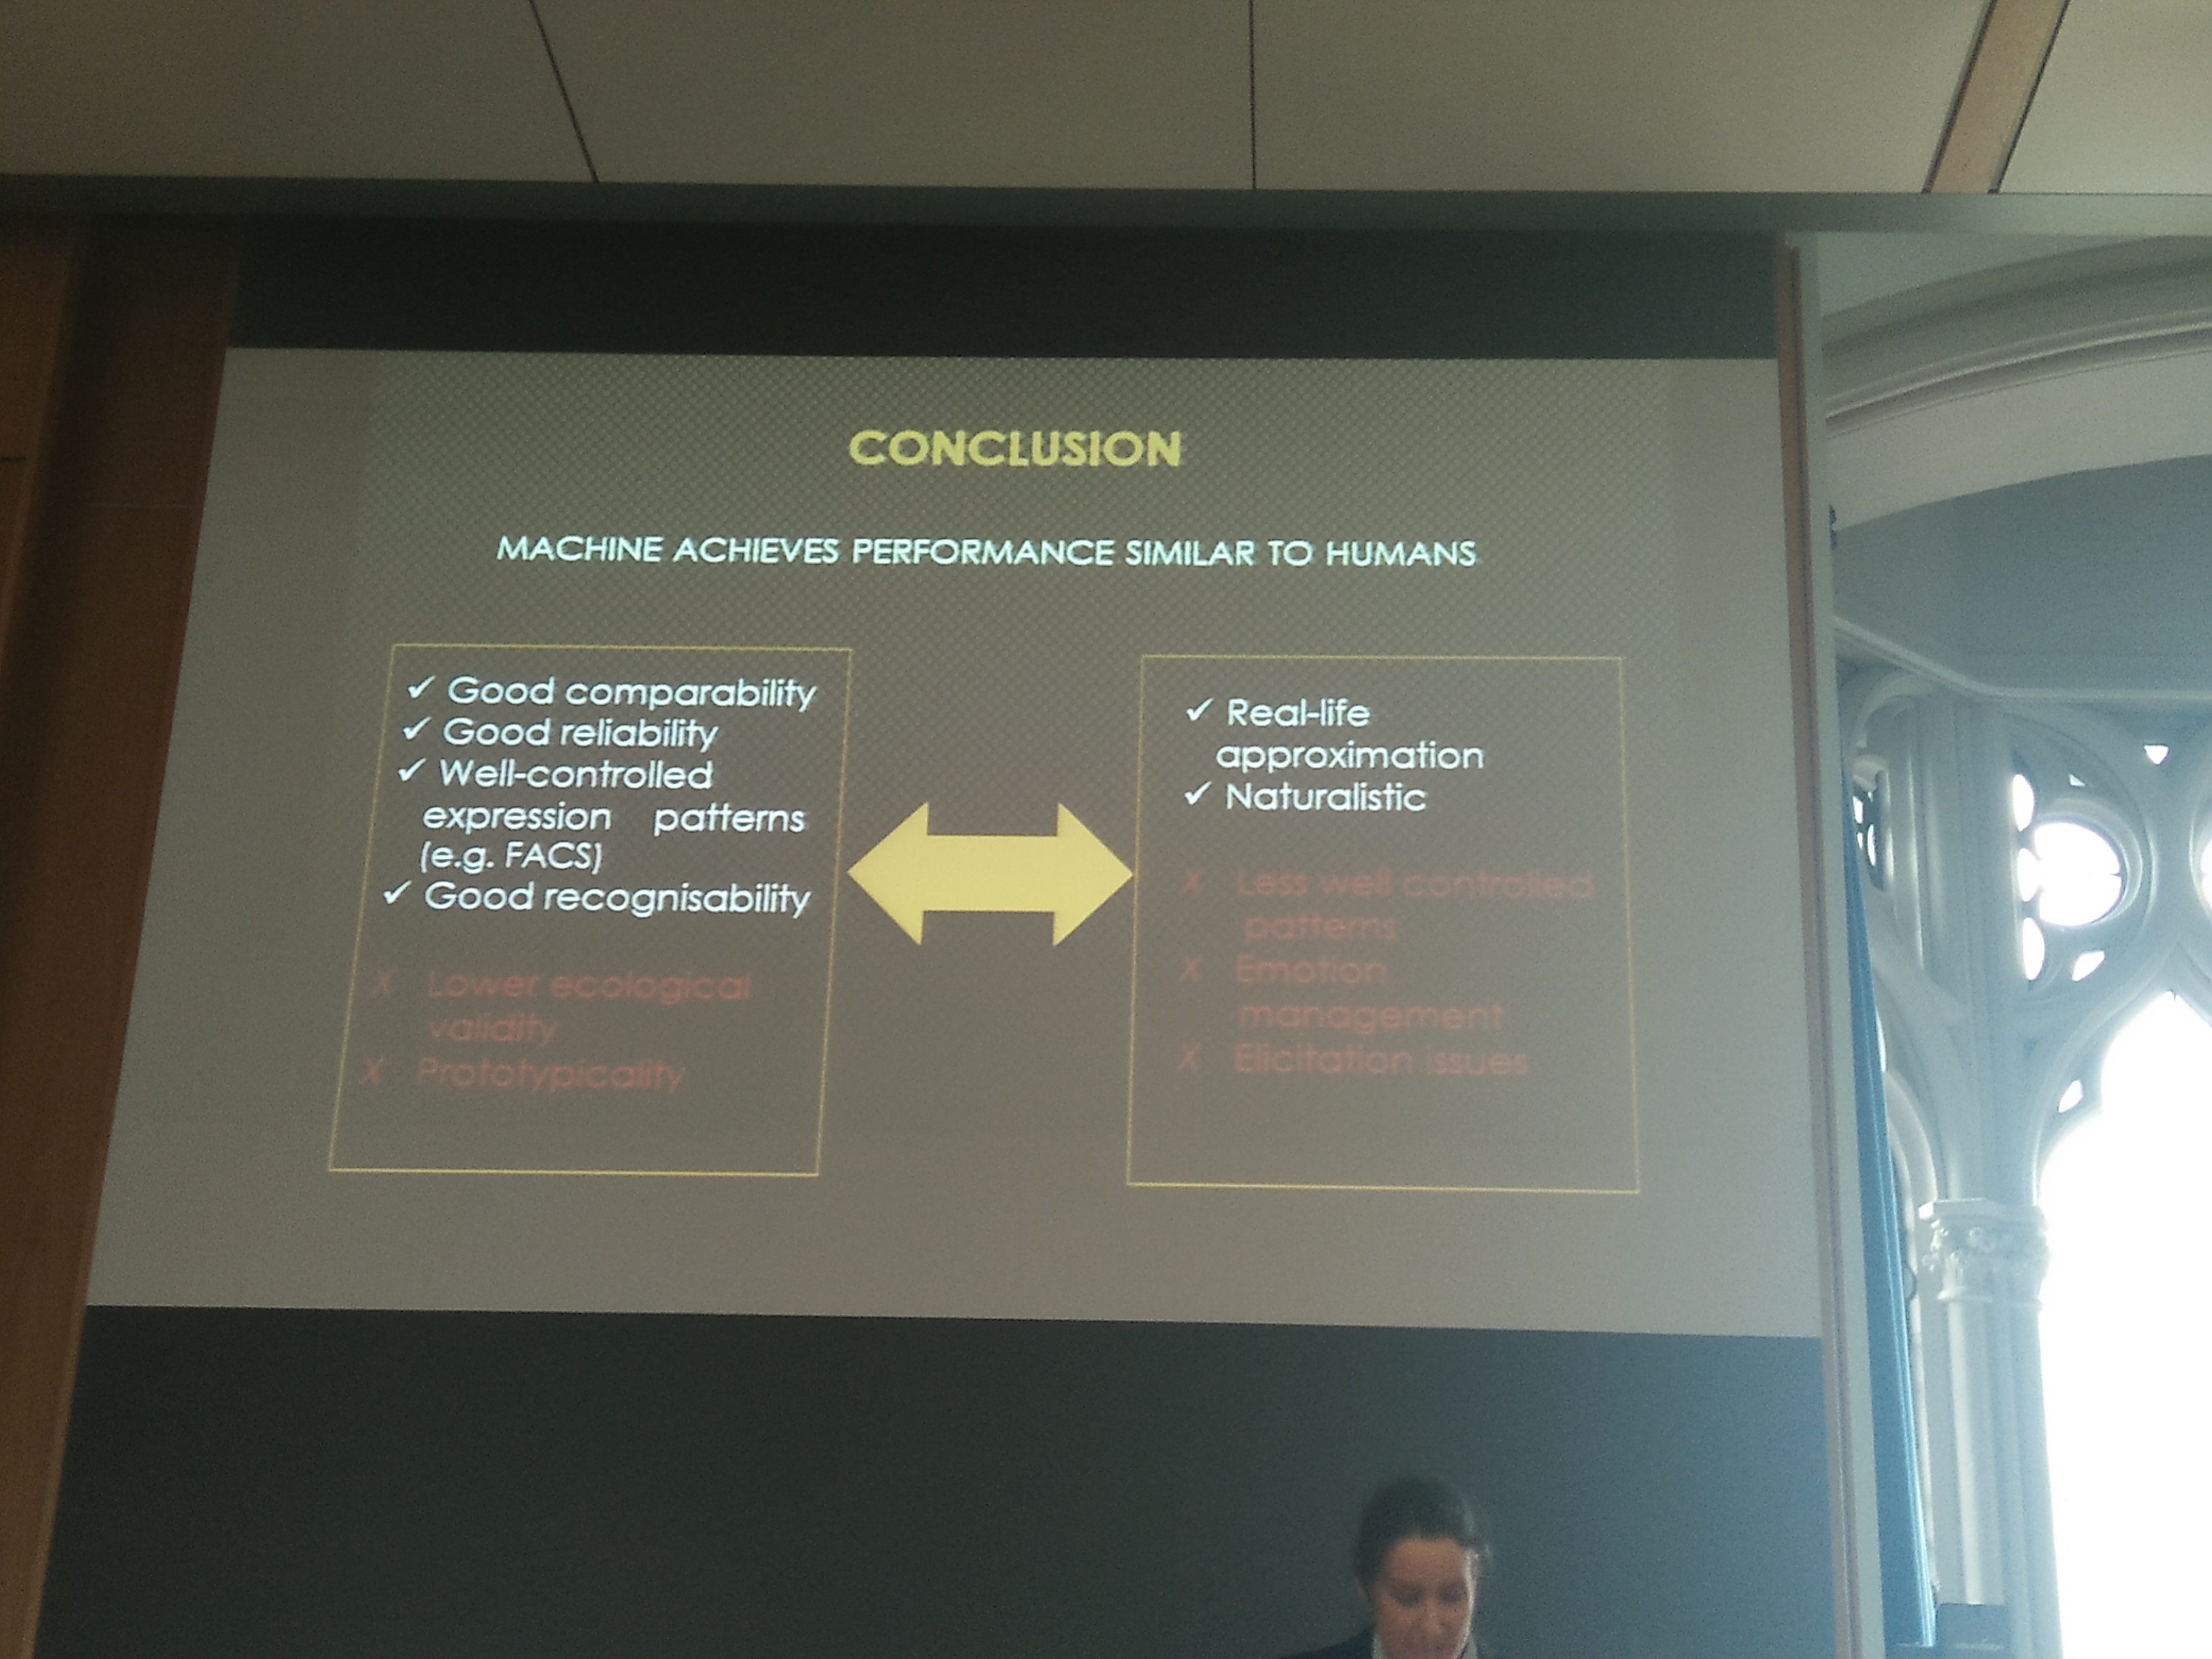 CONCLUSION
MACHINE ACHIEVES PERFORMANCE SIMILAR TO HUMANS
✓ Good comparability
✓ Good reliability
✓ Well-controlled
expression patterns
(e.g. FACS)
✓ Good recognisability
X Lower ecological
validity
X Prototypicality
✓ Real-life
approximation
✓ Naturalistic
X Less well controlled
patterns
X Emotion
management
X Elicitation issues